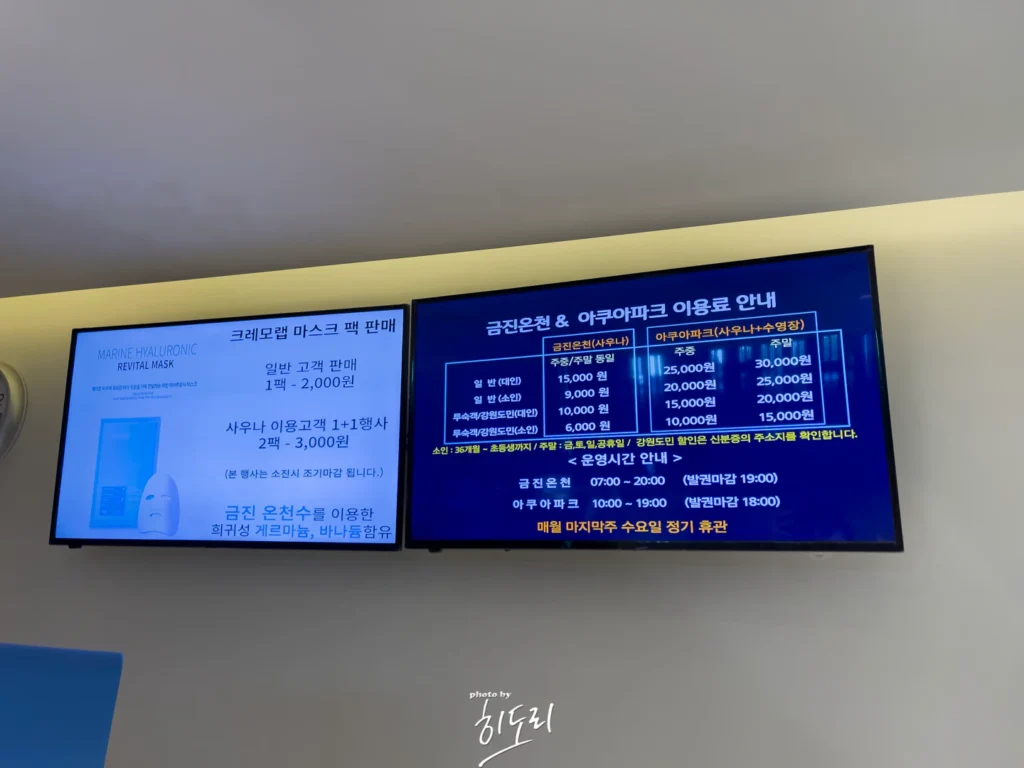 크레모랩 마스크 팩 판매
MARINE HYALURONIC
REVITAL MASK
일반 고객 판매
1팩 - 2,000원
사우나 이용고객 1+1행사
2팩 - 3,000원
(본 행사는 소진시 조기마감 됩니다.)
금진 온천수를 이용한
희귀성 게르마늄, 바나듐함유
금진온천 & 아쿠아파크 이용료 안내
금진온천(사우나) 아쿠아파크(사우나+수영장)
주중/주말 동일 주중 주말
일 반 (대인) 15,000 원 25,000원 30,000원
일 반 (소인) 9,000 원 20,000원 25,000원
투숙객/강원도민(대인) 10,000 원 15,000원 20,000원
투숙객/강원도민(소인) 6,000 원 10,000원 15,000원
소인 : 36개월 ~ 초등생까지 / 주말 : 금,토,일,공휴일 / 강원도민 할인은 신분증의 주소지를 확인합니다.
< 운영시간 안내 >
금진온천 07:00 ~ 20:00 (발권마감 19:00)
아쿠아파크 10:00 ~ 19:00 (발권마감 18:00)
매월 마지막주 수요일 정기 휴관
photo by
히도리